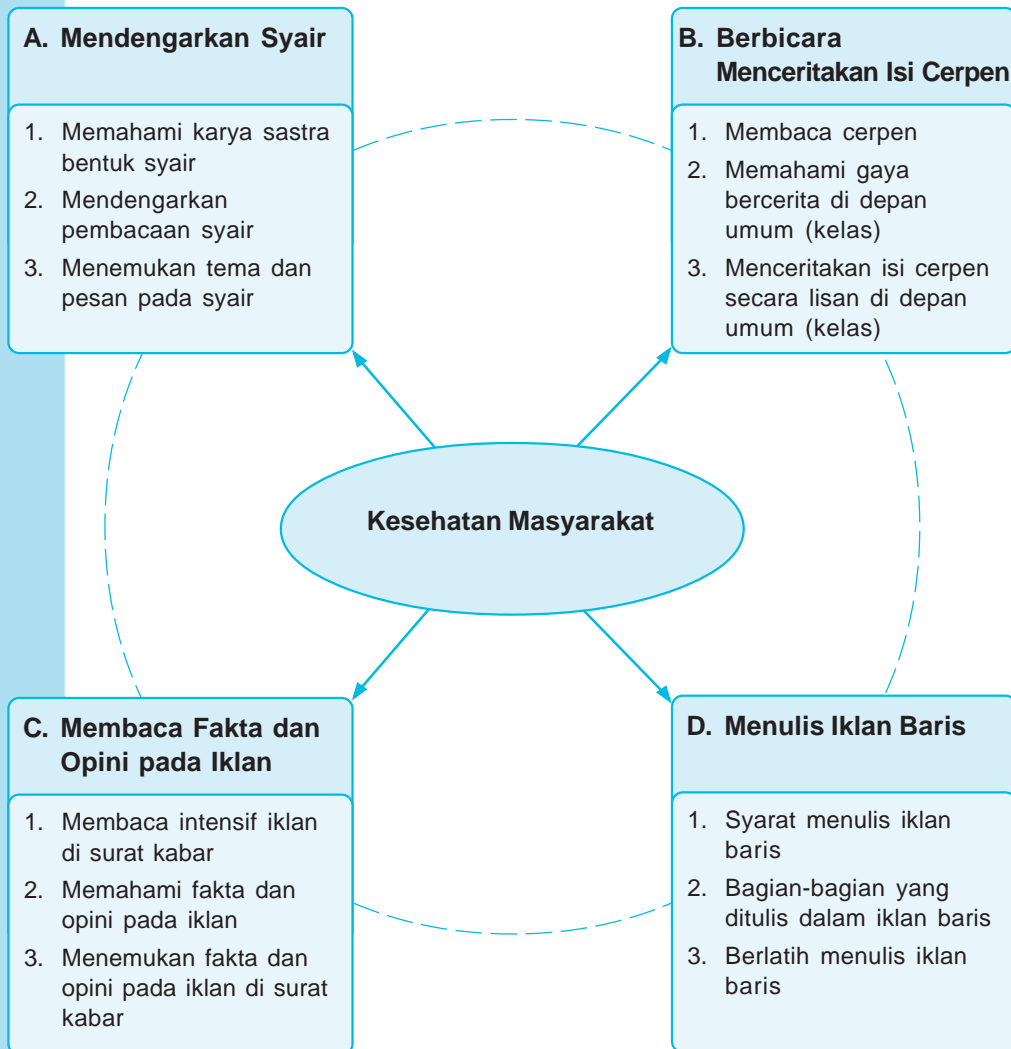 A. Mendengarkan Syair
1. Memahami karya sastra
bentuk syair
2. Mendengarkan
pembacaan syair
3. Menemukan tema dan
pesan pada syair
B. Berbicara
Menceritakan Isi Cerpen
1. Membaca cerpen
2. Memahami gaya
bercerita di depan
umum (kelas)
3. Menceritakan isi cerpen
secara lisan di depan
umum (kelas)
Kesehatan Masyarakat
C. Membaca Fakta dan
Opini pada Iklan
1. Membaca intensif iklan
di surat kabar
2. Memahami fakta dan
opini pada iklan
3. Menemukan fakta dan
opini pada iklan di surat
kabar
D. Menulis Iklan Baris
1. Syarat menulis iklan
baris
2. Bagian-bagian yang
ditulis dalam iklan baris
3. Berlatih menulis iklan
baris